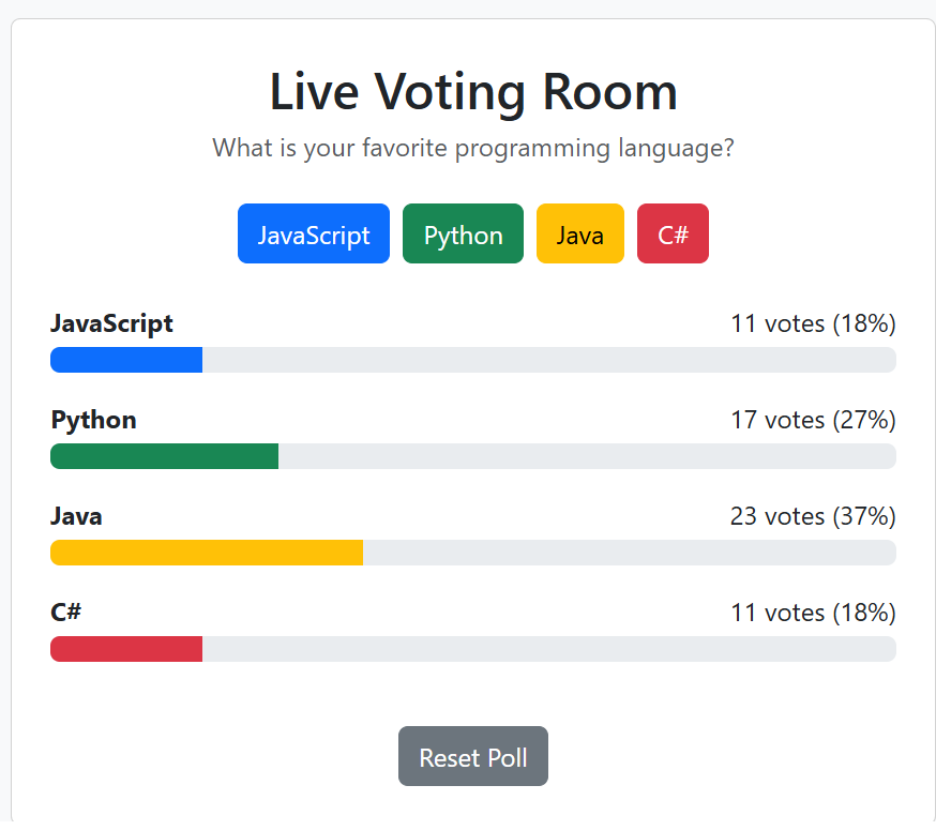 Live Voting Room
What is your favorite programming language?
JavaScript Python Java C#
JavaScript 11 votes (18%)
Python 17 votes (27%)
Java 23 votes (37%)
C# 11 votes (18%)
Reset Poll